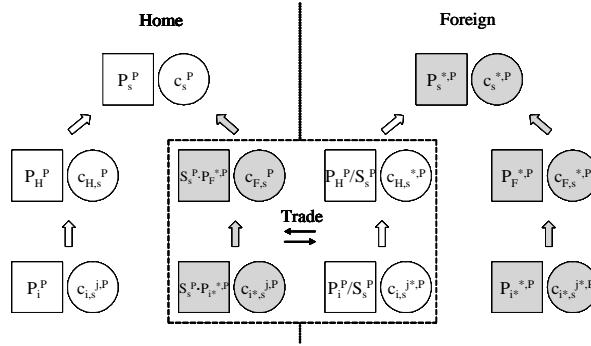 Home Foreign
P_s^P c_s^P P_s^{*,P} c_s^{*,P}
P_H^P c_{H,s}^P S_s^P·P_F^{*,P} c_{F,s}^P P_H^P/S_s^P c_{H,s}^{*,P} P_F^{*,P} c_{F,s}^{*,P}
Trade
P_i^P c_{i,s}^{j,P} S_s^P·P_{i*}^{*,P} c_{i*,s}^{j,P} P_i^P/S_s^P c_{i,s}^{j*,P} P_{i*}^{*,P} c_{i*,s}^{j*,P}